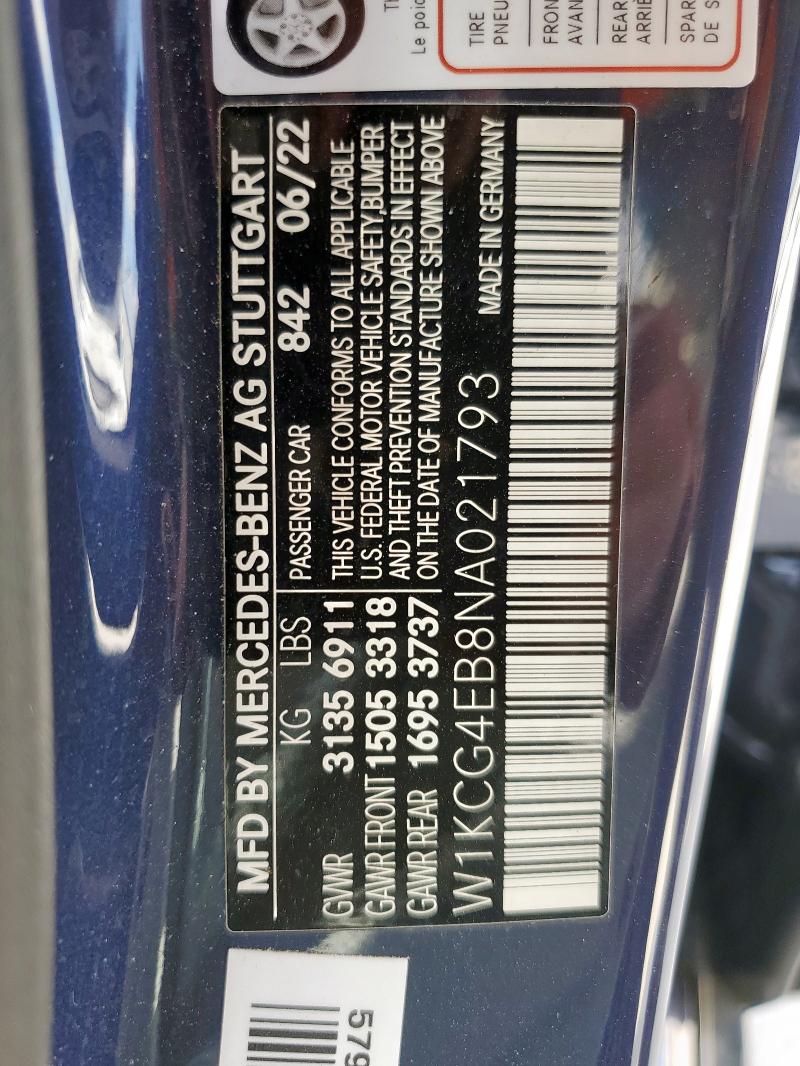 MFD BY MERCEDES-BENZ AG STUTTGART
KG LBS PASSENGER CAR 842 06/22
GVWR 3135 6911
GAWR FRONT 1505 3318
GAWR REAR 1695 3737
THIS VEHICLE CONFORMS TO ALL APPLICABLE
U.S. FEDERAL MOTOR VEHICLE SAFETY,BUMPER
AND THEFT PREVENTION STANDARDS IN EFFECT
ON THE DATE OF MANUFACTURE SHOWN ABOVE
W1KCG4EB8NA021793 MADE IN GERMANY
Le
TIRE
PNEU
FRON
AVAN
REAR
ARRIÈ
SPAR
DE S
579